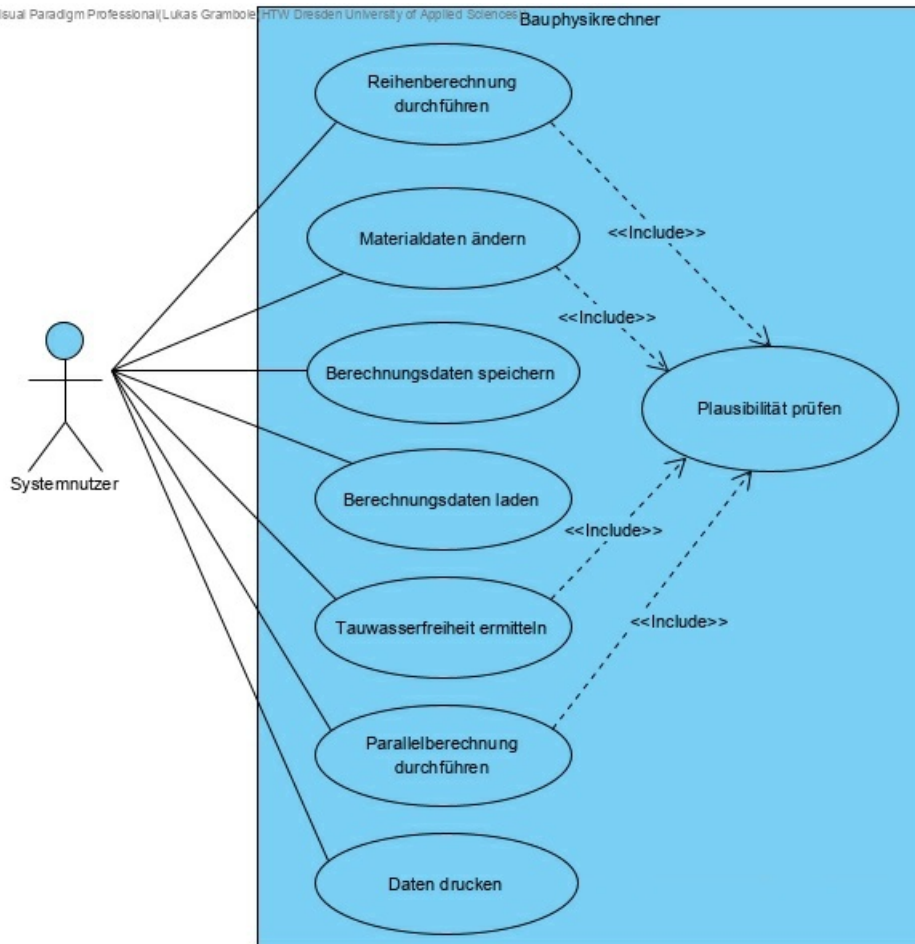 isual Paradigm Professional(Lukas Grambole(HTW Dresden University of Applied Sciences))
Bauphysikrechner
Reihenberechnung
durchführen
<<Include>>
Materialdaten ändern
<<Include>>
Berechnungsdaten speichern
Plausibilität prüfen
Systemnutzer
Berechnungsdaten laden
<<Include>>
Tauwasserfreiheit ermitteln
<<Include>>
Parallelberechnung
durchführen
Daten drucken